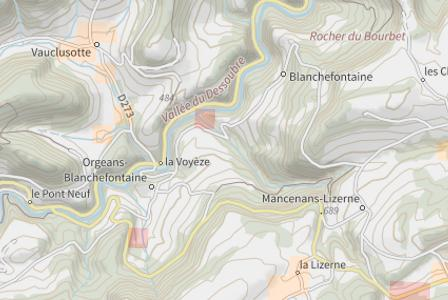 Rocher du Bourbet
Vauclusotte
les C
Blanchefontaine
Vallée du Dessoubre
484
D273
Orgeans-
Blanchefontaine
la Voyèze
le Pont Neuf
Mancenans-Lizerne
689
la Lizerne